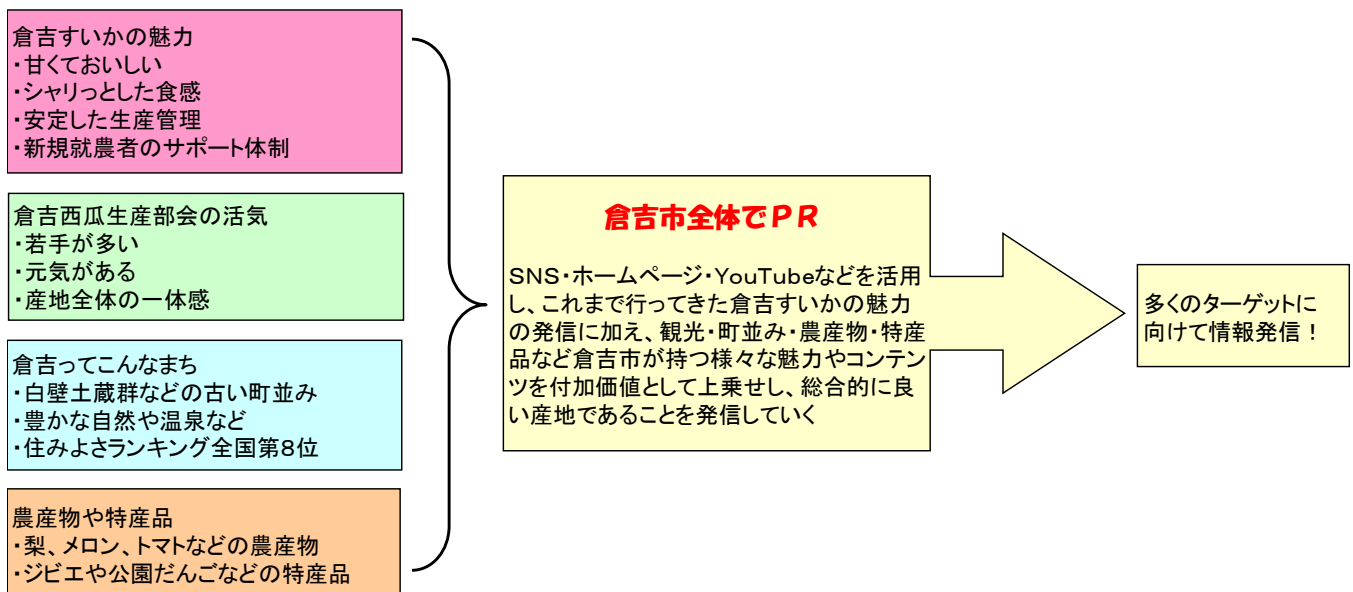 倉吉すいかの魅力
・甘くておいしい
・シャリっとした食感
・安定した生産管理
・新規就農者のサポート体制
倉吉西瓜生産部会の活気
・若手が多い
・元気がある
・産地全体の一体感
倉吉ってこんなまち
・白壁土蔵群などの古い町並み
・豊かな自然や温泉など
・住みよさランキング全国第8位
農産物や特産品
・梨、メロン、トマトなどの農産物
・ジビエや公園だんごなどの特産品
倉吉市全体でPR
SNS・ホームページ・YouTubeなどを活用
し、これまで行ってきた倉吉すいかの魅力
の発信に加え、観光・町並み・農産物・特産
品など倉吉市が持つ様々な魅力やコンテン
ツを付加価値として上乗せし、総合的に良
い産地であることを発信していく
多くのターゲットに
向けて情報発信！